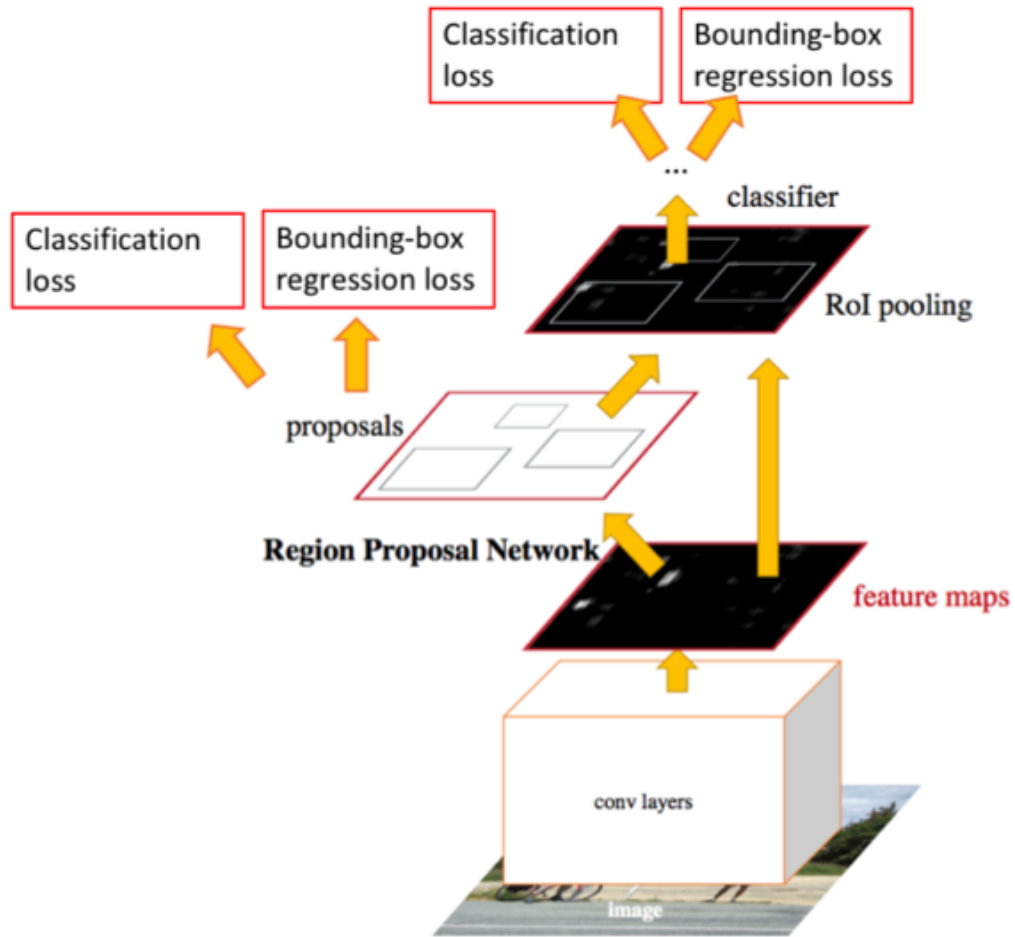 Classification
loss
Bounding-box
regression loss
...
classifier
Classification
loss
Bounding-box
regression loss
RoI pooling
proposals
Region Proposal Network
feature maps
conv layers
image